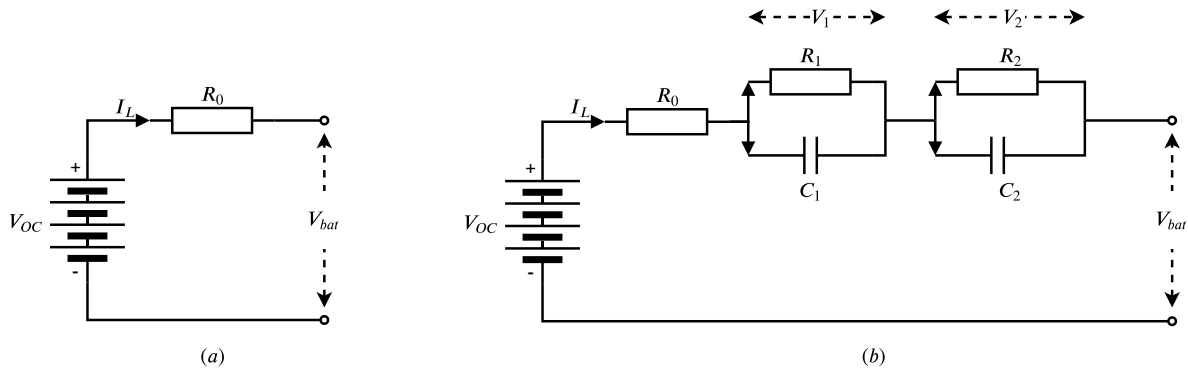 V_1 V_2
R_1 R_2
I_L R_0 I_L R_0
+ +
C_1 C_2
V_OC V_bat V_OC V_bat
- -
(a) (b)